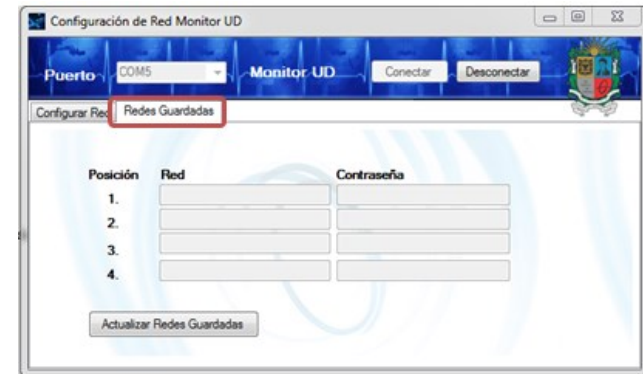 Configuración de Red Monitor UD
Puerto COM5 Monitor UD Conectar Desconectar
Configurar Red Redes Guardadas
Posición Red Contraseña
1.
2.
3.
4.
Actualizar Redes Guardadas